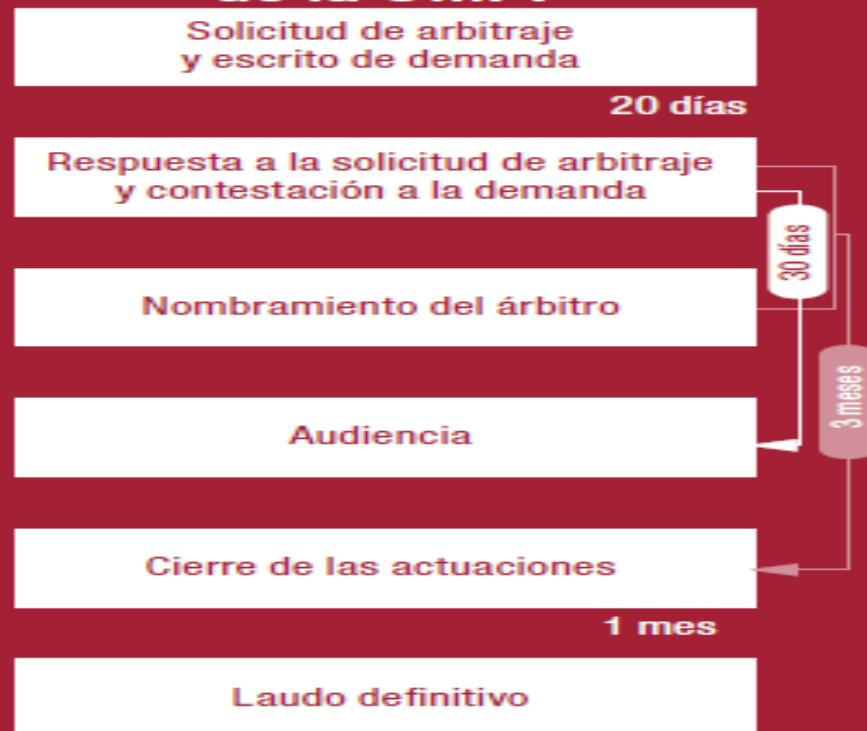 Solicitud de arbitraje
y escrito de demanda
20 días
Respuesta a la solicitud de arbitraje
y contestación a la demanda
30 días
Nombramiento del árbitro
3 meses
Audiencia
Cierre de las actuaciones
1 mes
Laudo definitivo